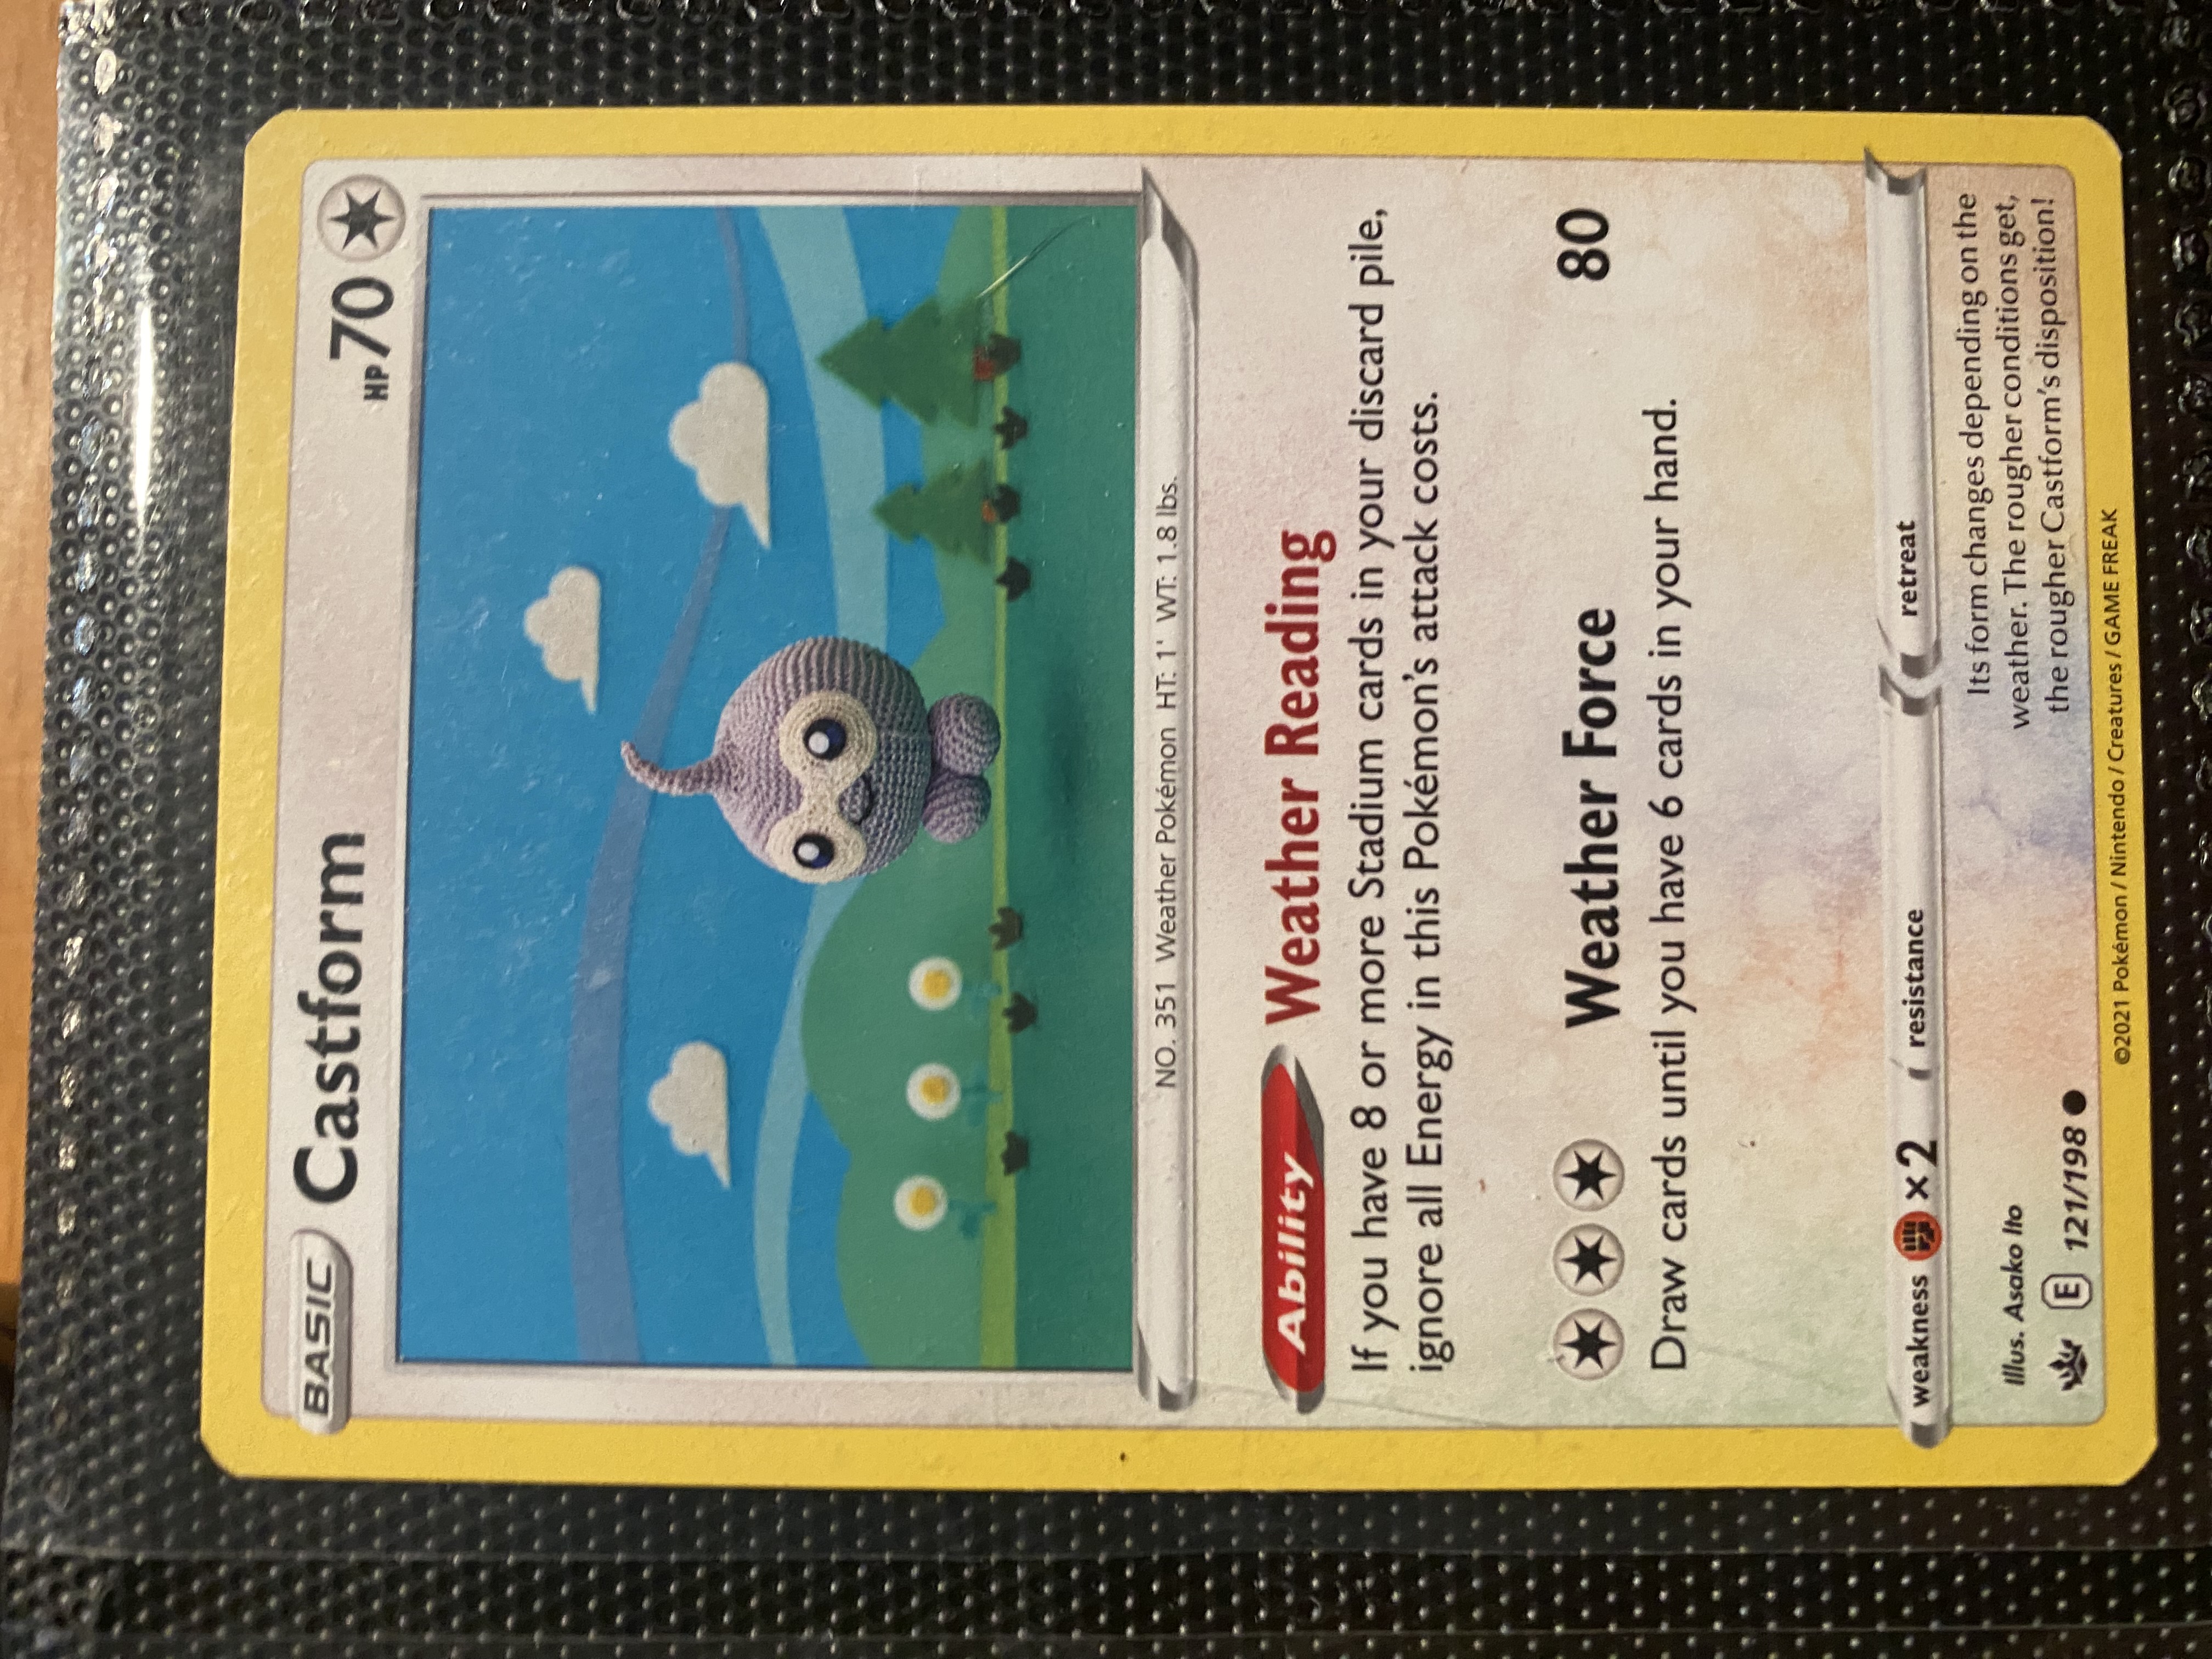 BASIC Castform HP 70
NO. 351 Weather Pokémon HT: 1' WT: 1.8 lbs.
Ability Weather Reading
If you have 8 or more Stadium cards in your discard pile,
ignore all Energy in this Pokémon's attack costs.
Weather Force 80
Draw cards until you have 6 cards in your hand.
weakness ×2 resistance retreat
Illus. Asako Ito
E 121/198
Its form changes depending on the
weather. The rougher conditions get,
the rougher Castform's disposition!
©2021 Pokémon / Nintendo / Creatures / GAME FREAK